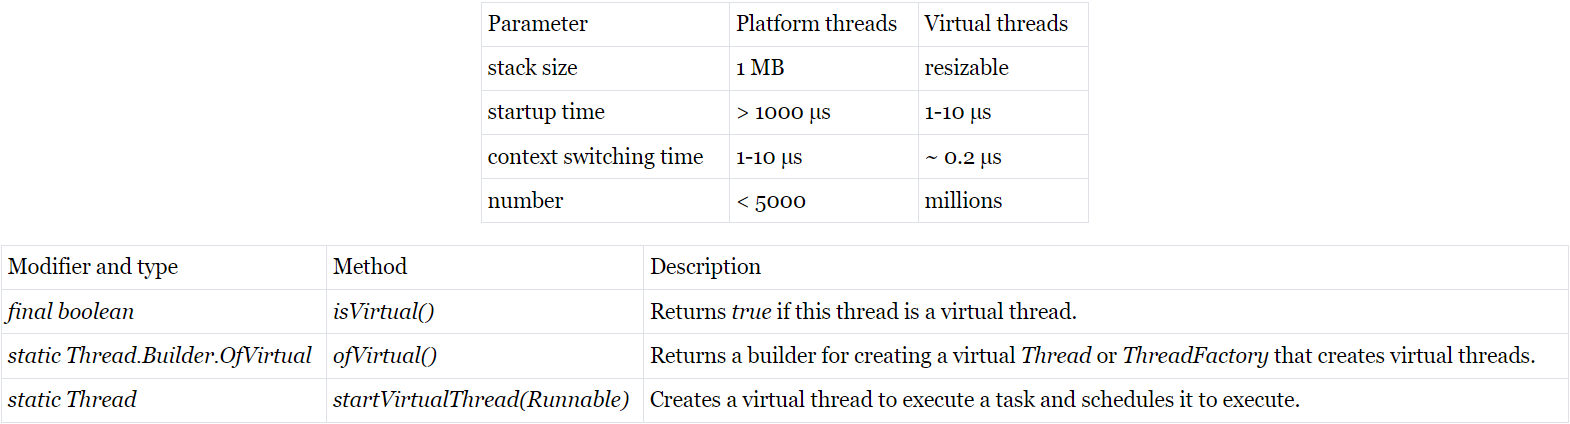 Parameter Platform threads Virtual threads
stack size 1 MB resizable
startup time > 1000 µs 1-10 µs
context switching time 1-10 µs ~ 0.2 µs
number < 5000 millions
Modifier and type Method Description
final boolean isVirtual() Returns true if this thread is a virtual thread.
static Thread.Builder.OfVirtual ofVirtual() Returns a builder for creating a virtual Thread or ThreadFactory that creates virtual threads.
static Thread startVirtualThread(Runnable) Creates a virtual thread to execute a task and schedules it to execute.